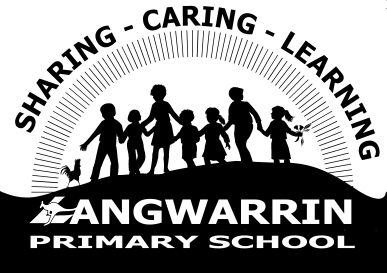 SHARING - CARING - LEARNING
LANGWARRIN
PRIMARY SCHOOL